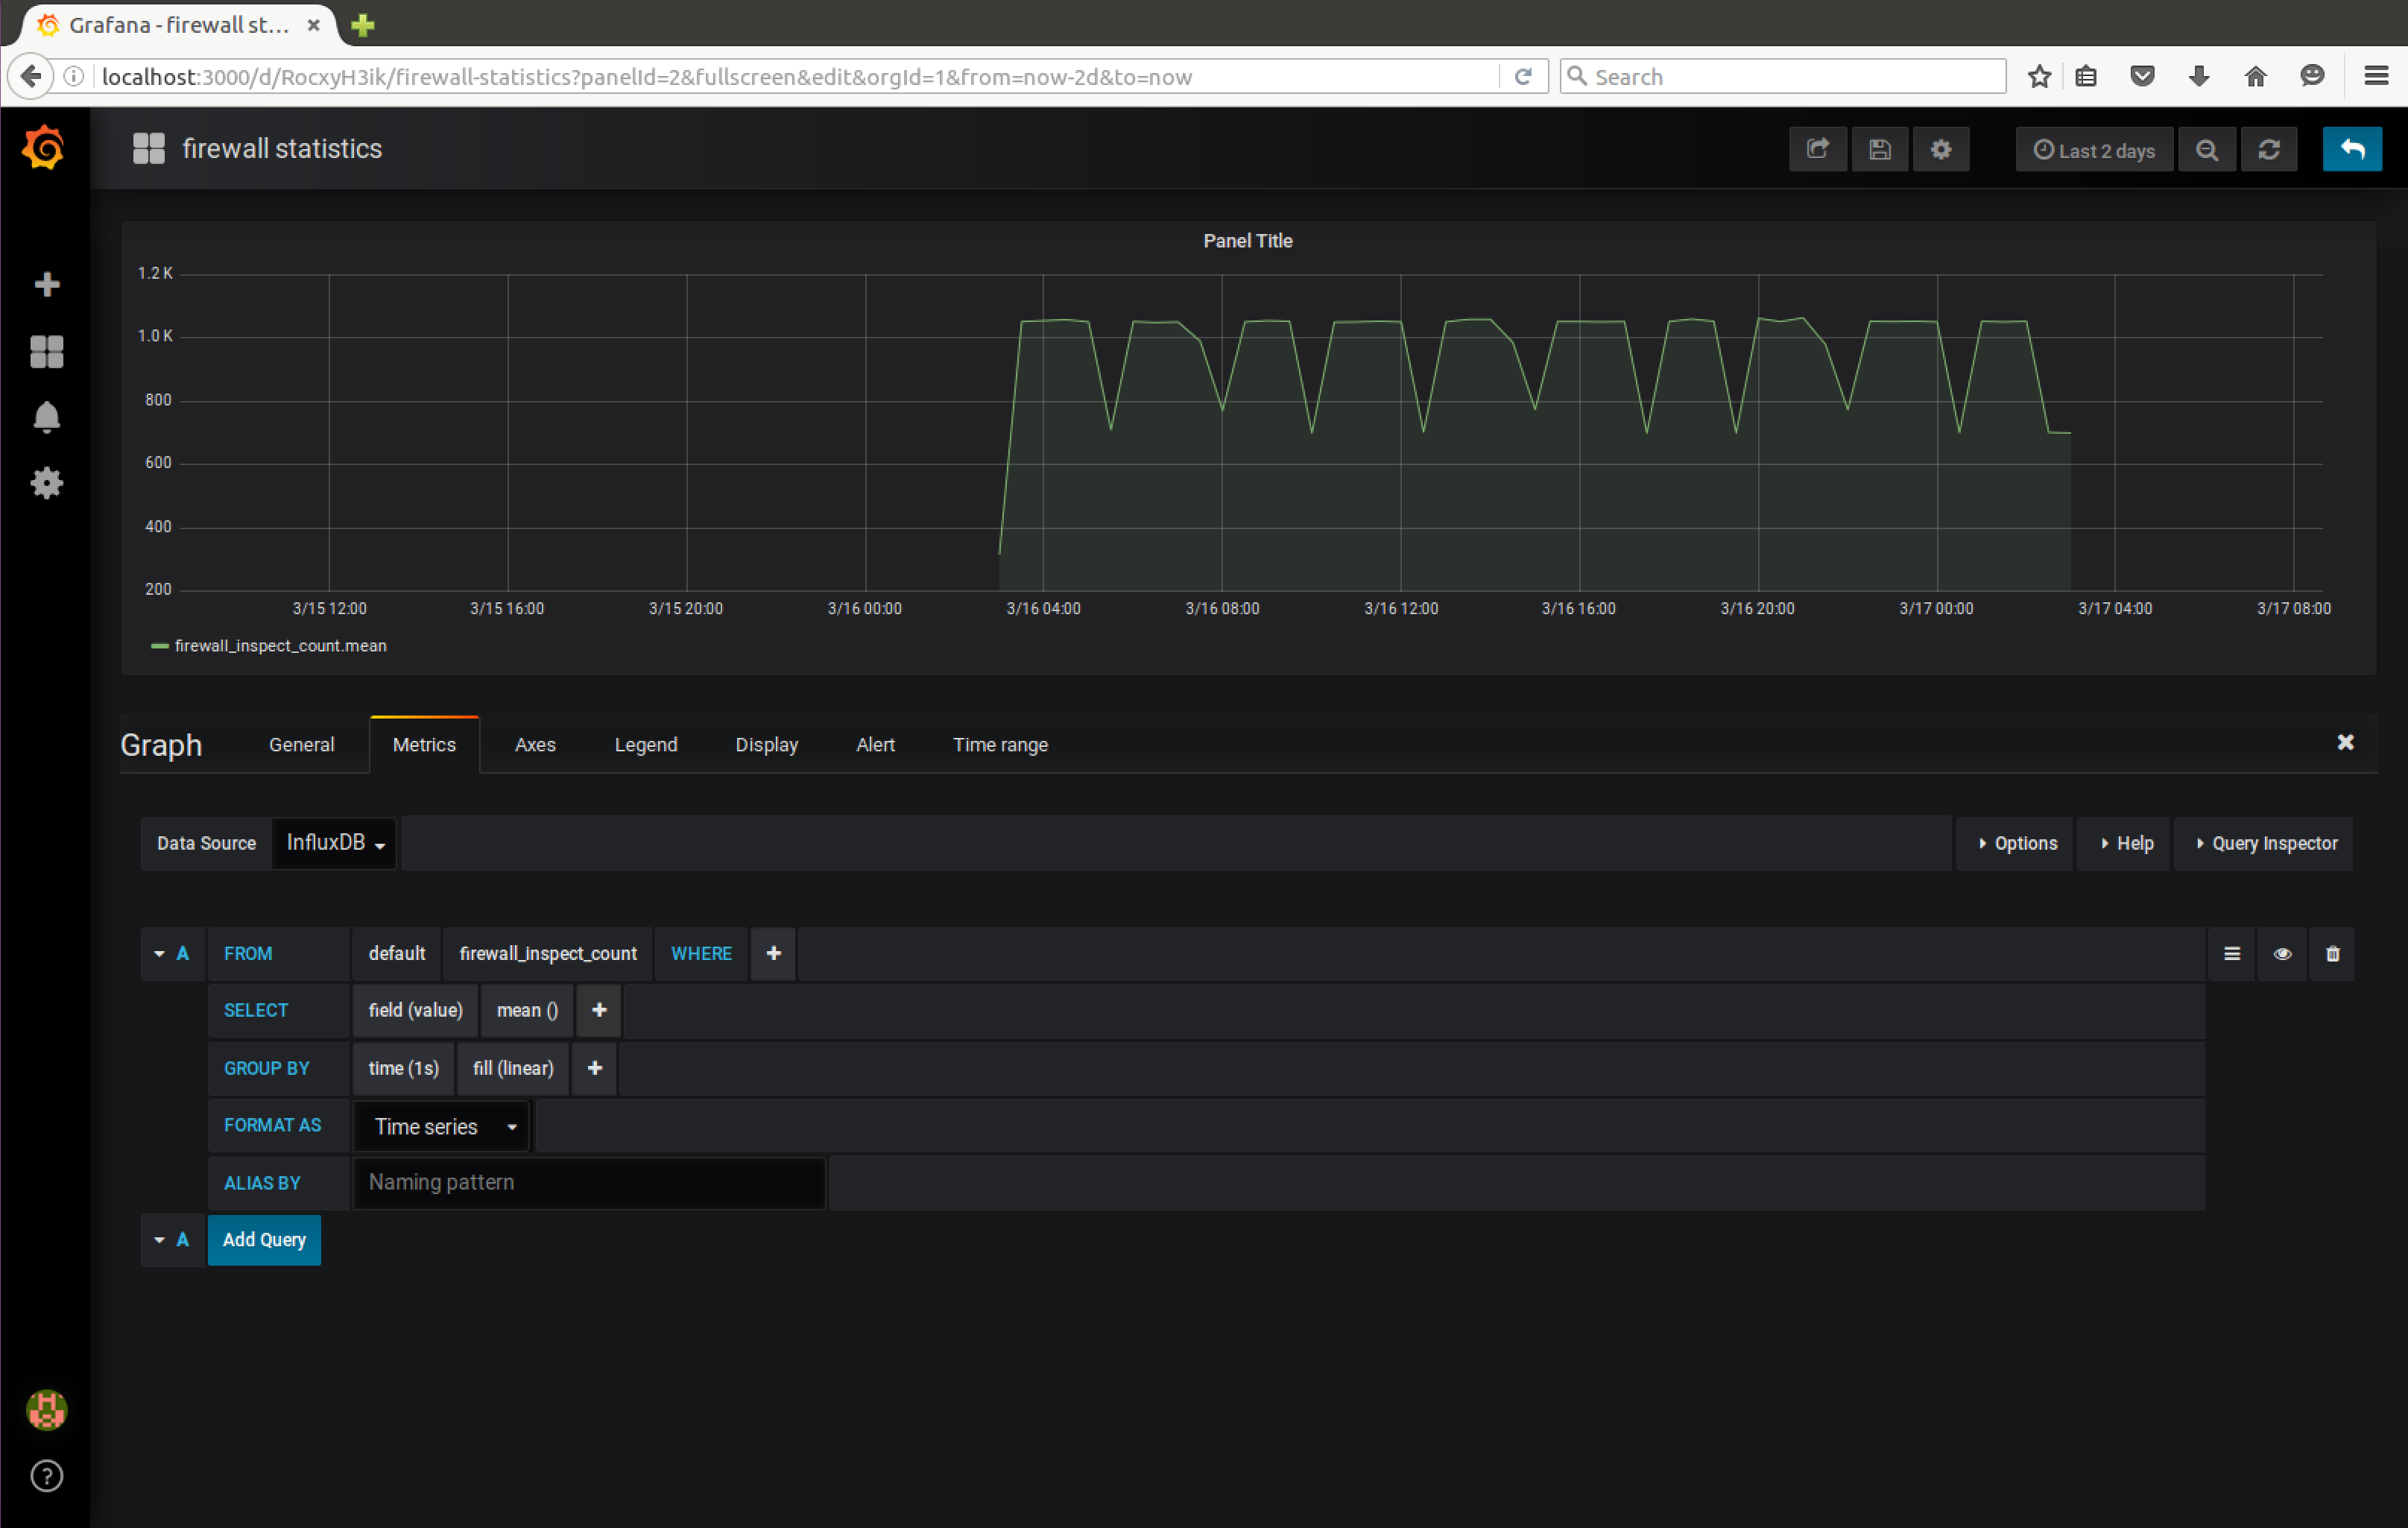 Grafana - firewall st...
localhost:3000/d/RocxyH3ik/firewall-statistics?panelId=2&fullscreen&edit&orgId=1&from=now-2d&to=now
Search
firewall statistics
Last 2 days
Panel Title
1.2 K
1.0 K
800
600
400
200
3/15 12:00 3/15 16:00 3/15 20:00 3/16 00:00 3/16 04:00 3/16 08:00 3/16 12:00 3/16 16:00 3/16 20:00 3/17 00:00 3/17 04:00 3/17 08:00
firewall_inspect_count.mean
Graph General Metrics Axes Legend Display Alert Time range
Data Source InfluxDB Options Help Query Inspector
A FROM default firewall_inspect_count WHERE
SELECT field (value) mean ()
GROUP BY time (1s) fill (linear)
FORMAT AS Time series
ALIAS BY Naming pattern
A Add Query